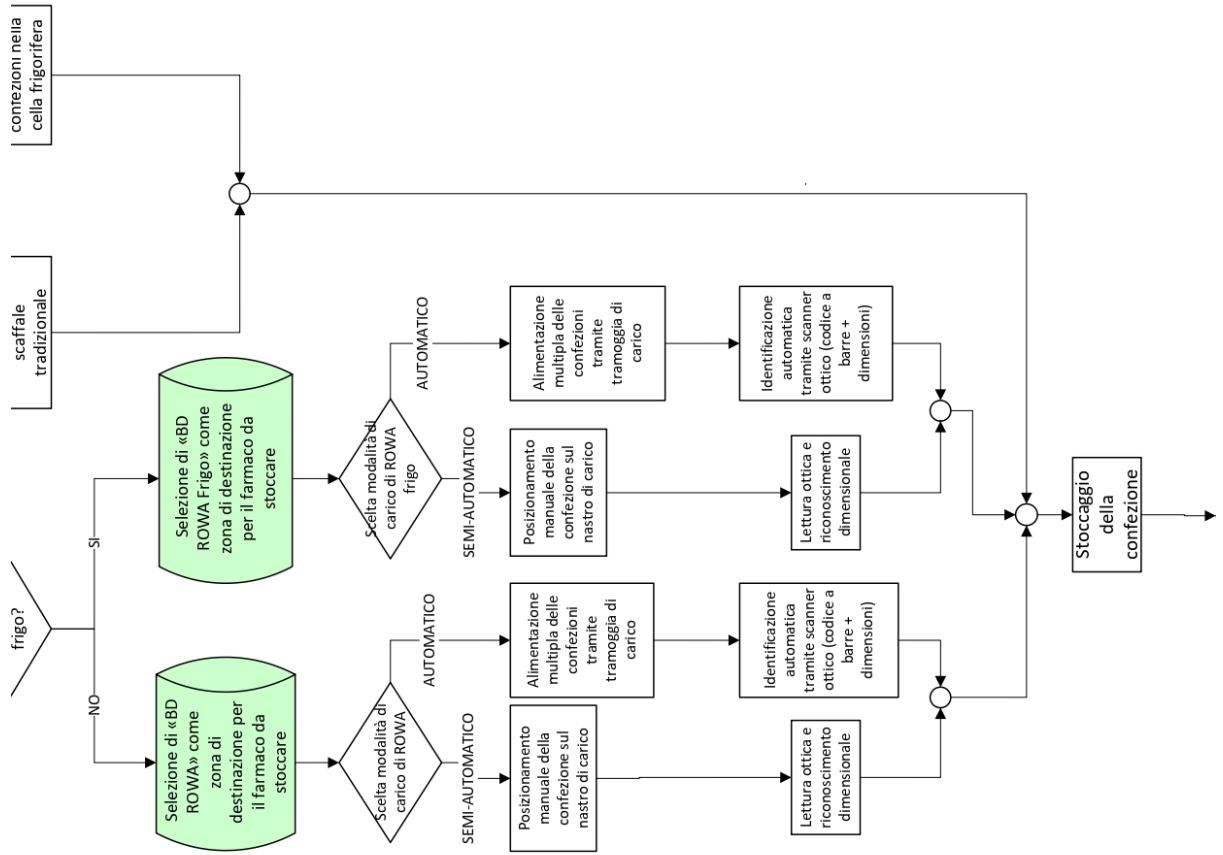 frigo?
scaffale
tradizionale
confezioni nella
cella frigorifera
NO
SI
Selezione di «BD
ROWA» come
zona di
destinazione per
il farmaco da
stoccare
Selezione di «BD
ROWA Frigo» come
zona di destinazione
per il farmaco da
stoccare
Scelta modalità di
carico di ROWA
Scelta modalità di
carico di ROWA
frigo
SEMI-AUTOMATICO
AUTOMATICO
SEMI-AUTOMATICO
AUTOMATICO
Posizionamento
manuale della
confezione sul
nastro di carico
Alimentazione
multipla delle
confezioni
tramite
tramoggia di
carico
Posizionamento
manuale della
confezione sul
nastro di carico
Alimentazione
multipla delle
confezioni
tramite
tramoggia di
carico
Lettura ottica e
riconoscimento
dimensionale
Identificazione
automatica
tramite scanner
ottico (codice a
barre +
dimensioni)
Lettura ottica e
riconoscimento
dimensionale
Identificazione
automatica
tramite scanner
ottico (codice a
barre +
dimensioni)
Stoccaggio
della
confezione